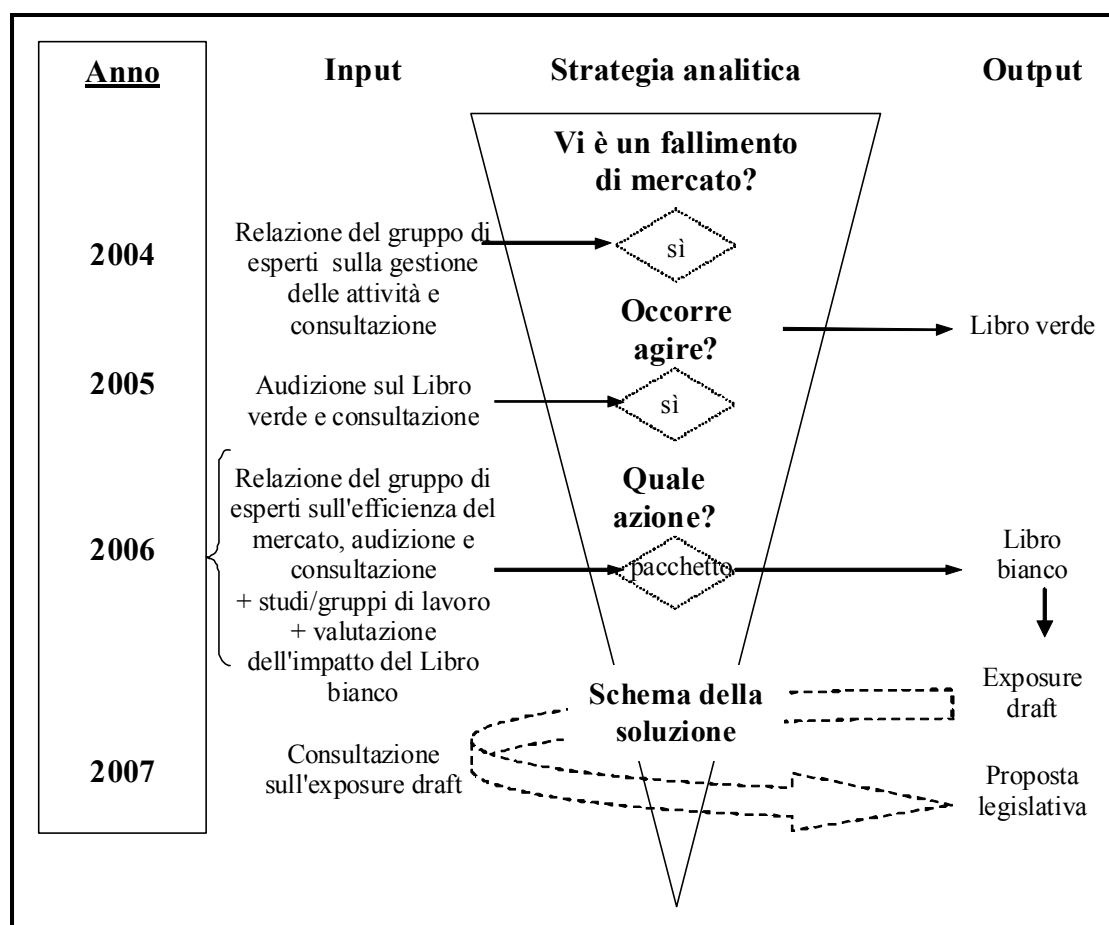 Anno
Input
Strategia analitica
Output
Vi è un fallimento
di mercato?
2004
Relazione del gruppo di
esperti sulla gestione
delle attività e
consultazione
sì
Occorre
agire?
Libro verde
2005
Audizione sul Libro
verde e consultazione
sì
2006
Relazione del gruppo di
esperti sull'efficienza del
mercato, audizione e
consultazione
+ studi/gruppi di lavoro
+ valutazione
dell'impatto del Libro
bianco
Quale
azione?
pacchetto
Libro
bianco
Exposure
draft
Schema della
soluzione
2007
Consultazione
sull'exposure draft
Proposta
legislativa